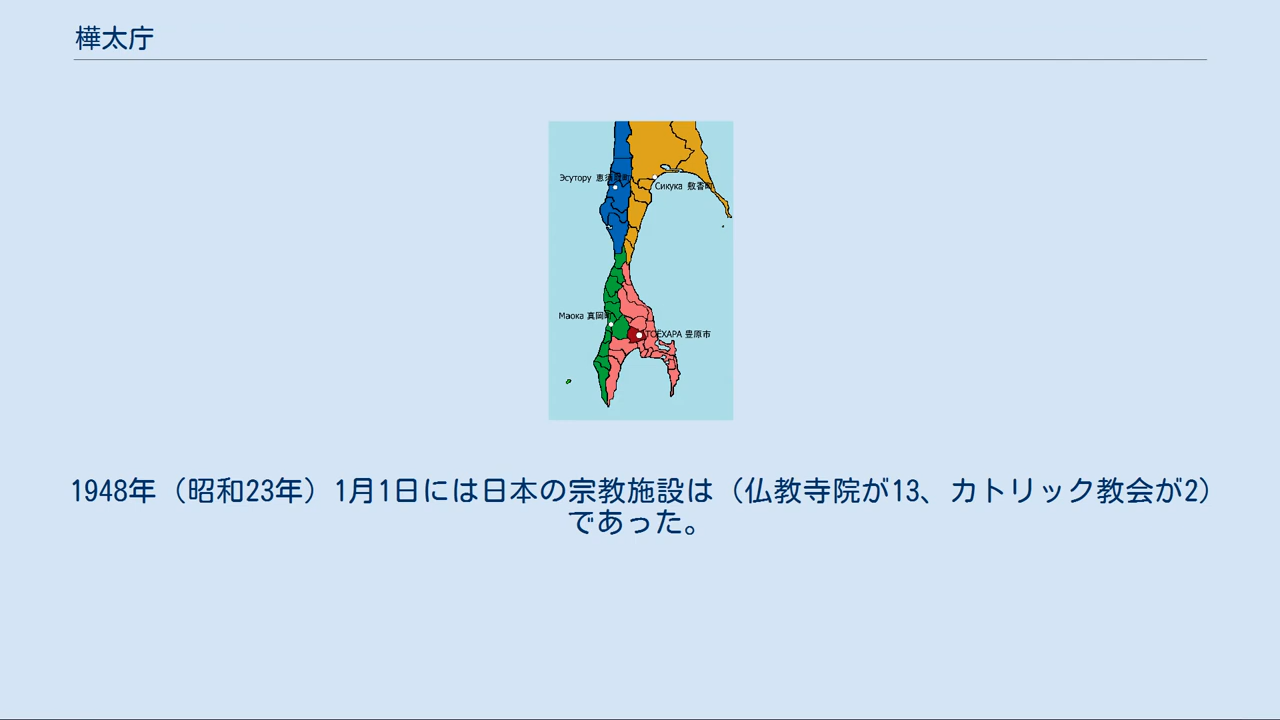 樺太庁
Эсутору 恵須取町
Сикука 敷香町
Маока 真岡町
ТОЁХАРА 豊原市
1948年（昭和23年）1月1日には日本の宗教施設は（仏教寺院が13、カトリック教会が2）
であった。